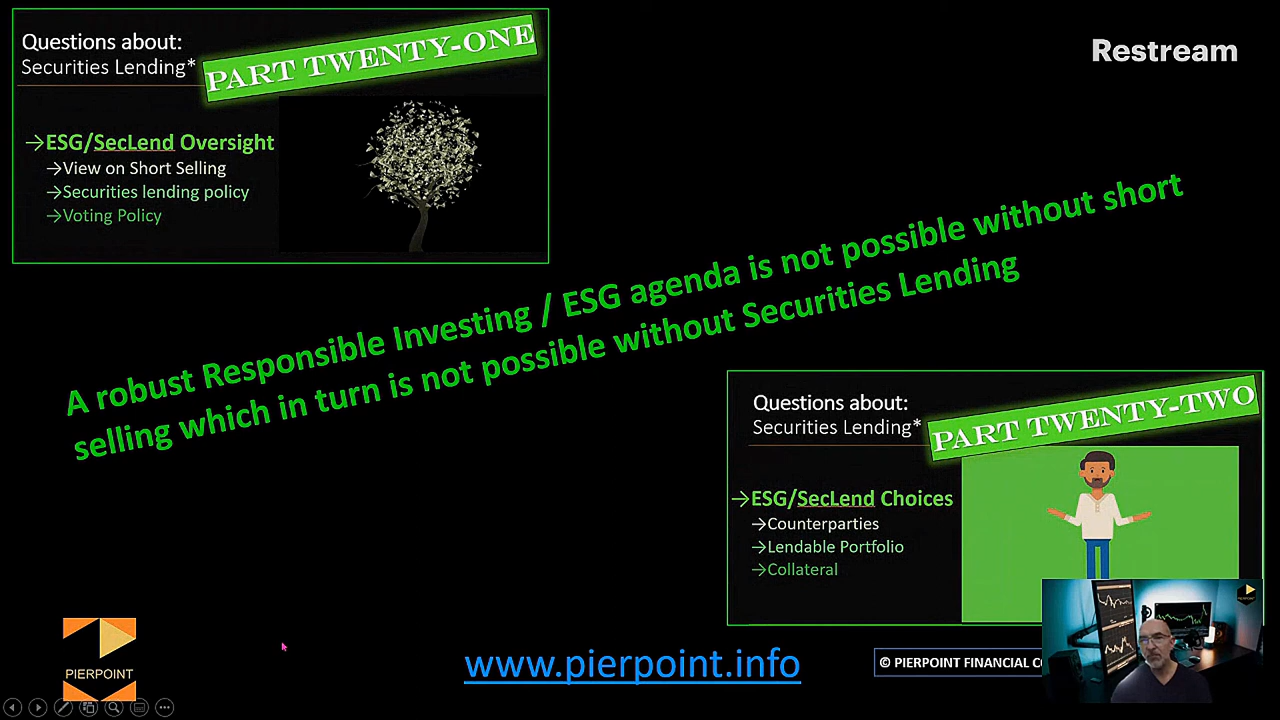 Questions about:
Securities Lending*
PART TWENTY-ONE
→ESG/SecLend Oversight
→View on Short Selling
→Securities lending policy
→Voting Policy
Restream
A robust Responsible Investing / ESG agenda is not possible without short
selling which in turn is not possible without Securities Lending
Questions about:
Securities Lending*
PART TWENTY-TWO
→ESG/SecLend Choices
→Counterparties
→Lendable Portfolio
→Collateral
PIERPOINT
www.pierpoint.info
© PIERPOINT FINANCIAL